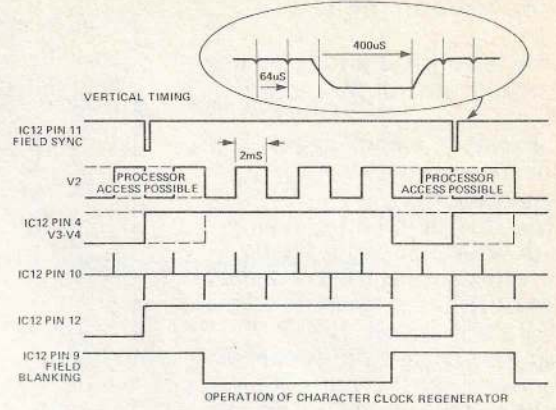 400uS
64uS
VERTICAL TIMING
IC12 PIN 11
FIELD SYNC
2mS
V2
PROCESSOR
ACCESS POSSIBLE
PROCESSOR
ACCESS POSSIBLE
IC12 PIN 4
V3-V4
IC12 PIN 10
IC12 PIN 12
IC12 PIN 9
FIELD
BLANKING
OPERATION OF CHARACTER CLOCK REGENERATOR